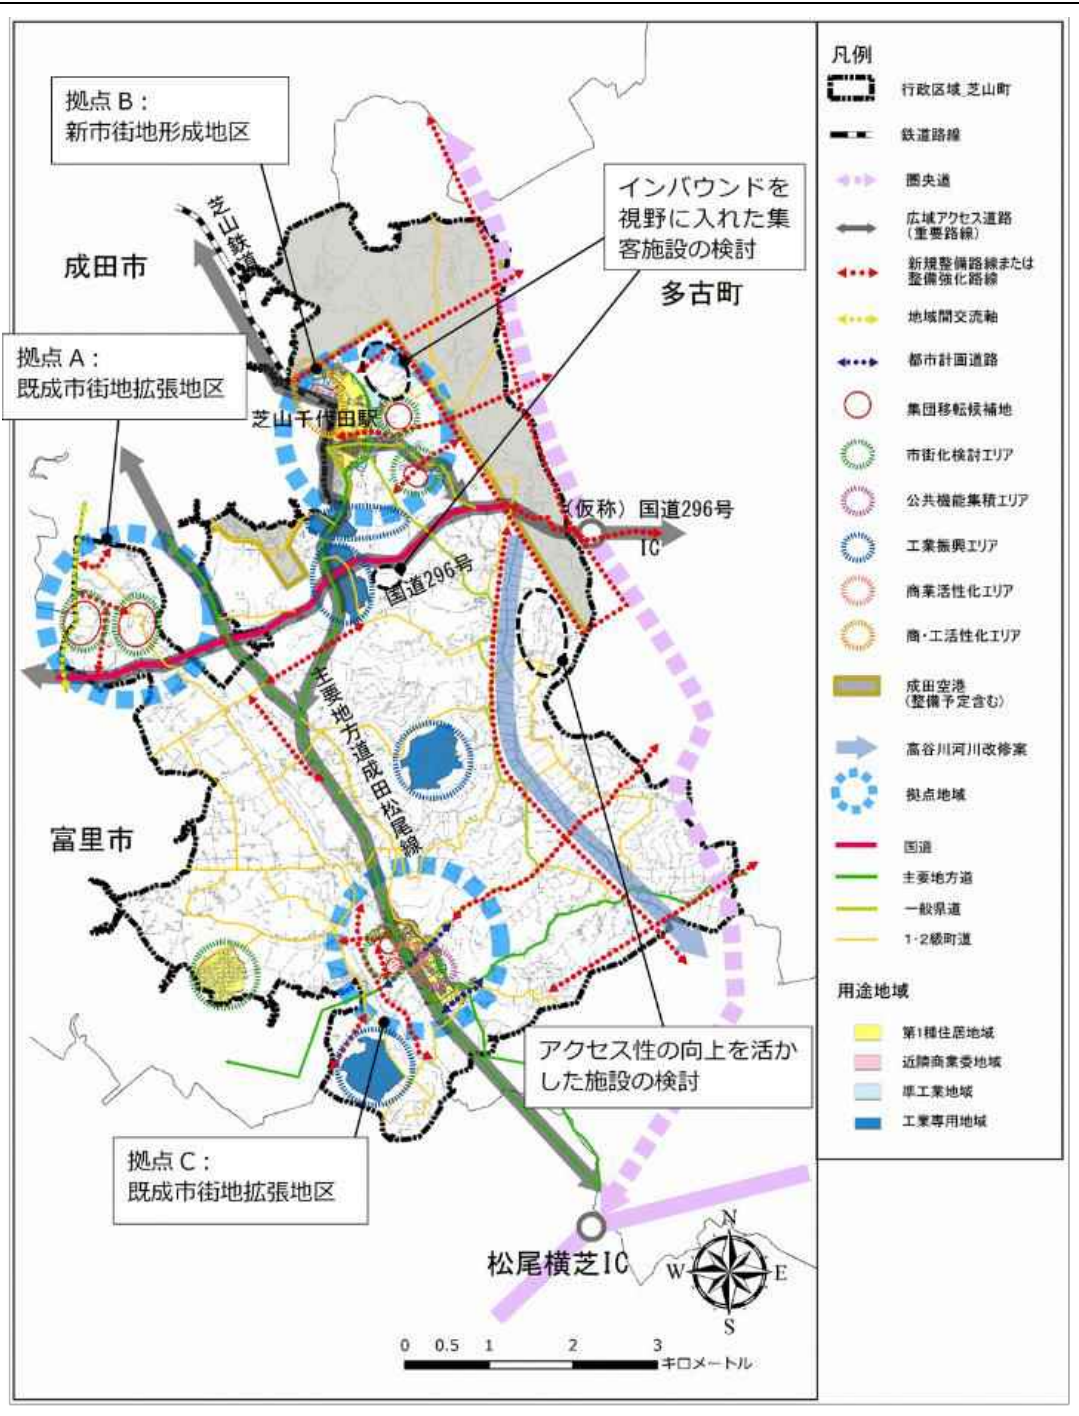 拠点 B：
新市街地形成地区
インバウンドを
視野に入れた集
客施設の検討
芝山鉄道
成田市
多古町
拠点 A：
既成市街地拡張地区
芝山千代田駅
(仮称) 国道296号
IC
国道296号
主要地方道成田松尾線
富里市
アクセス性の向上を活か
した施設の検討
拠点 C：
既成市街地拡張地区
松尾横芝IC
N
W
E
S
0 0.5 1 2 3
キロメートル
凡例
行政区域_芝山町
鉄道路線
圏央道
広域アクセス道路
(重要路線)
新規整備路線または
整備強化路線
地域間交流軸
都市計画道路
集団移転候補地
市街化検討エリア
公共機能集積エリア
工業振興エリア
商業活性化エリア
商・工活性化エリア
成田空港
(整備予定含む)
高谷川河川改修案
拠点地域
国道
主要地方道
一般県道
1・2級町道
用途地域
第1種住居地域
近隣商業委地域
準工業地域
工業専用地域